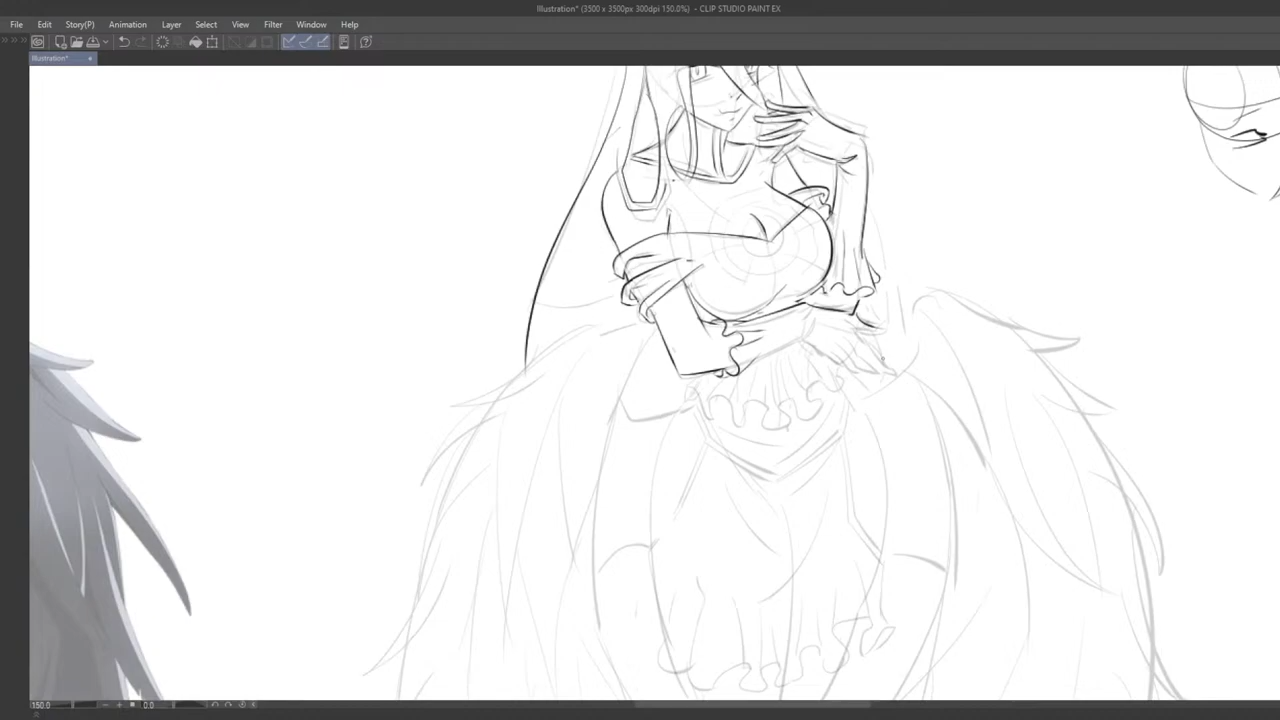 Illustration* (3500 x 3500px 300dpi 150.0%) - CLIP STUDIO PAINT EX
File Edit Story(P) Animation Layer Select View Filter Window Help
Illustration*
150.0 0.0